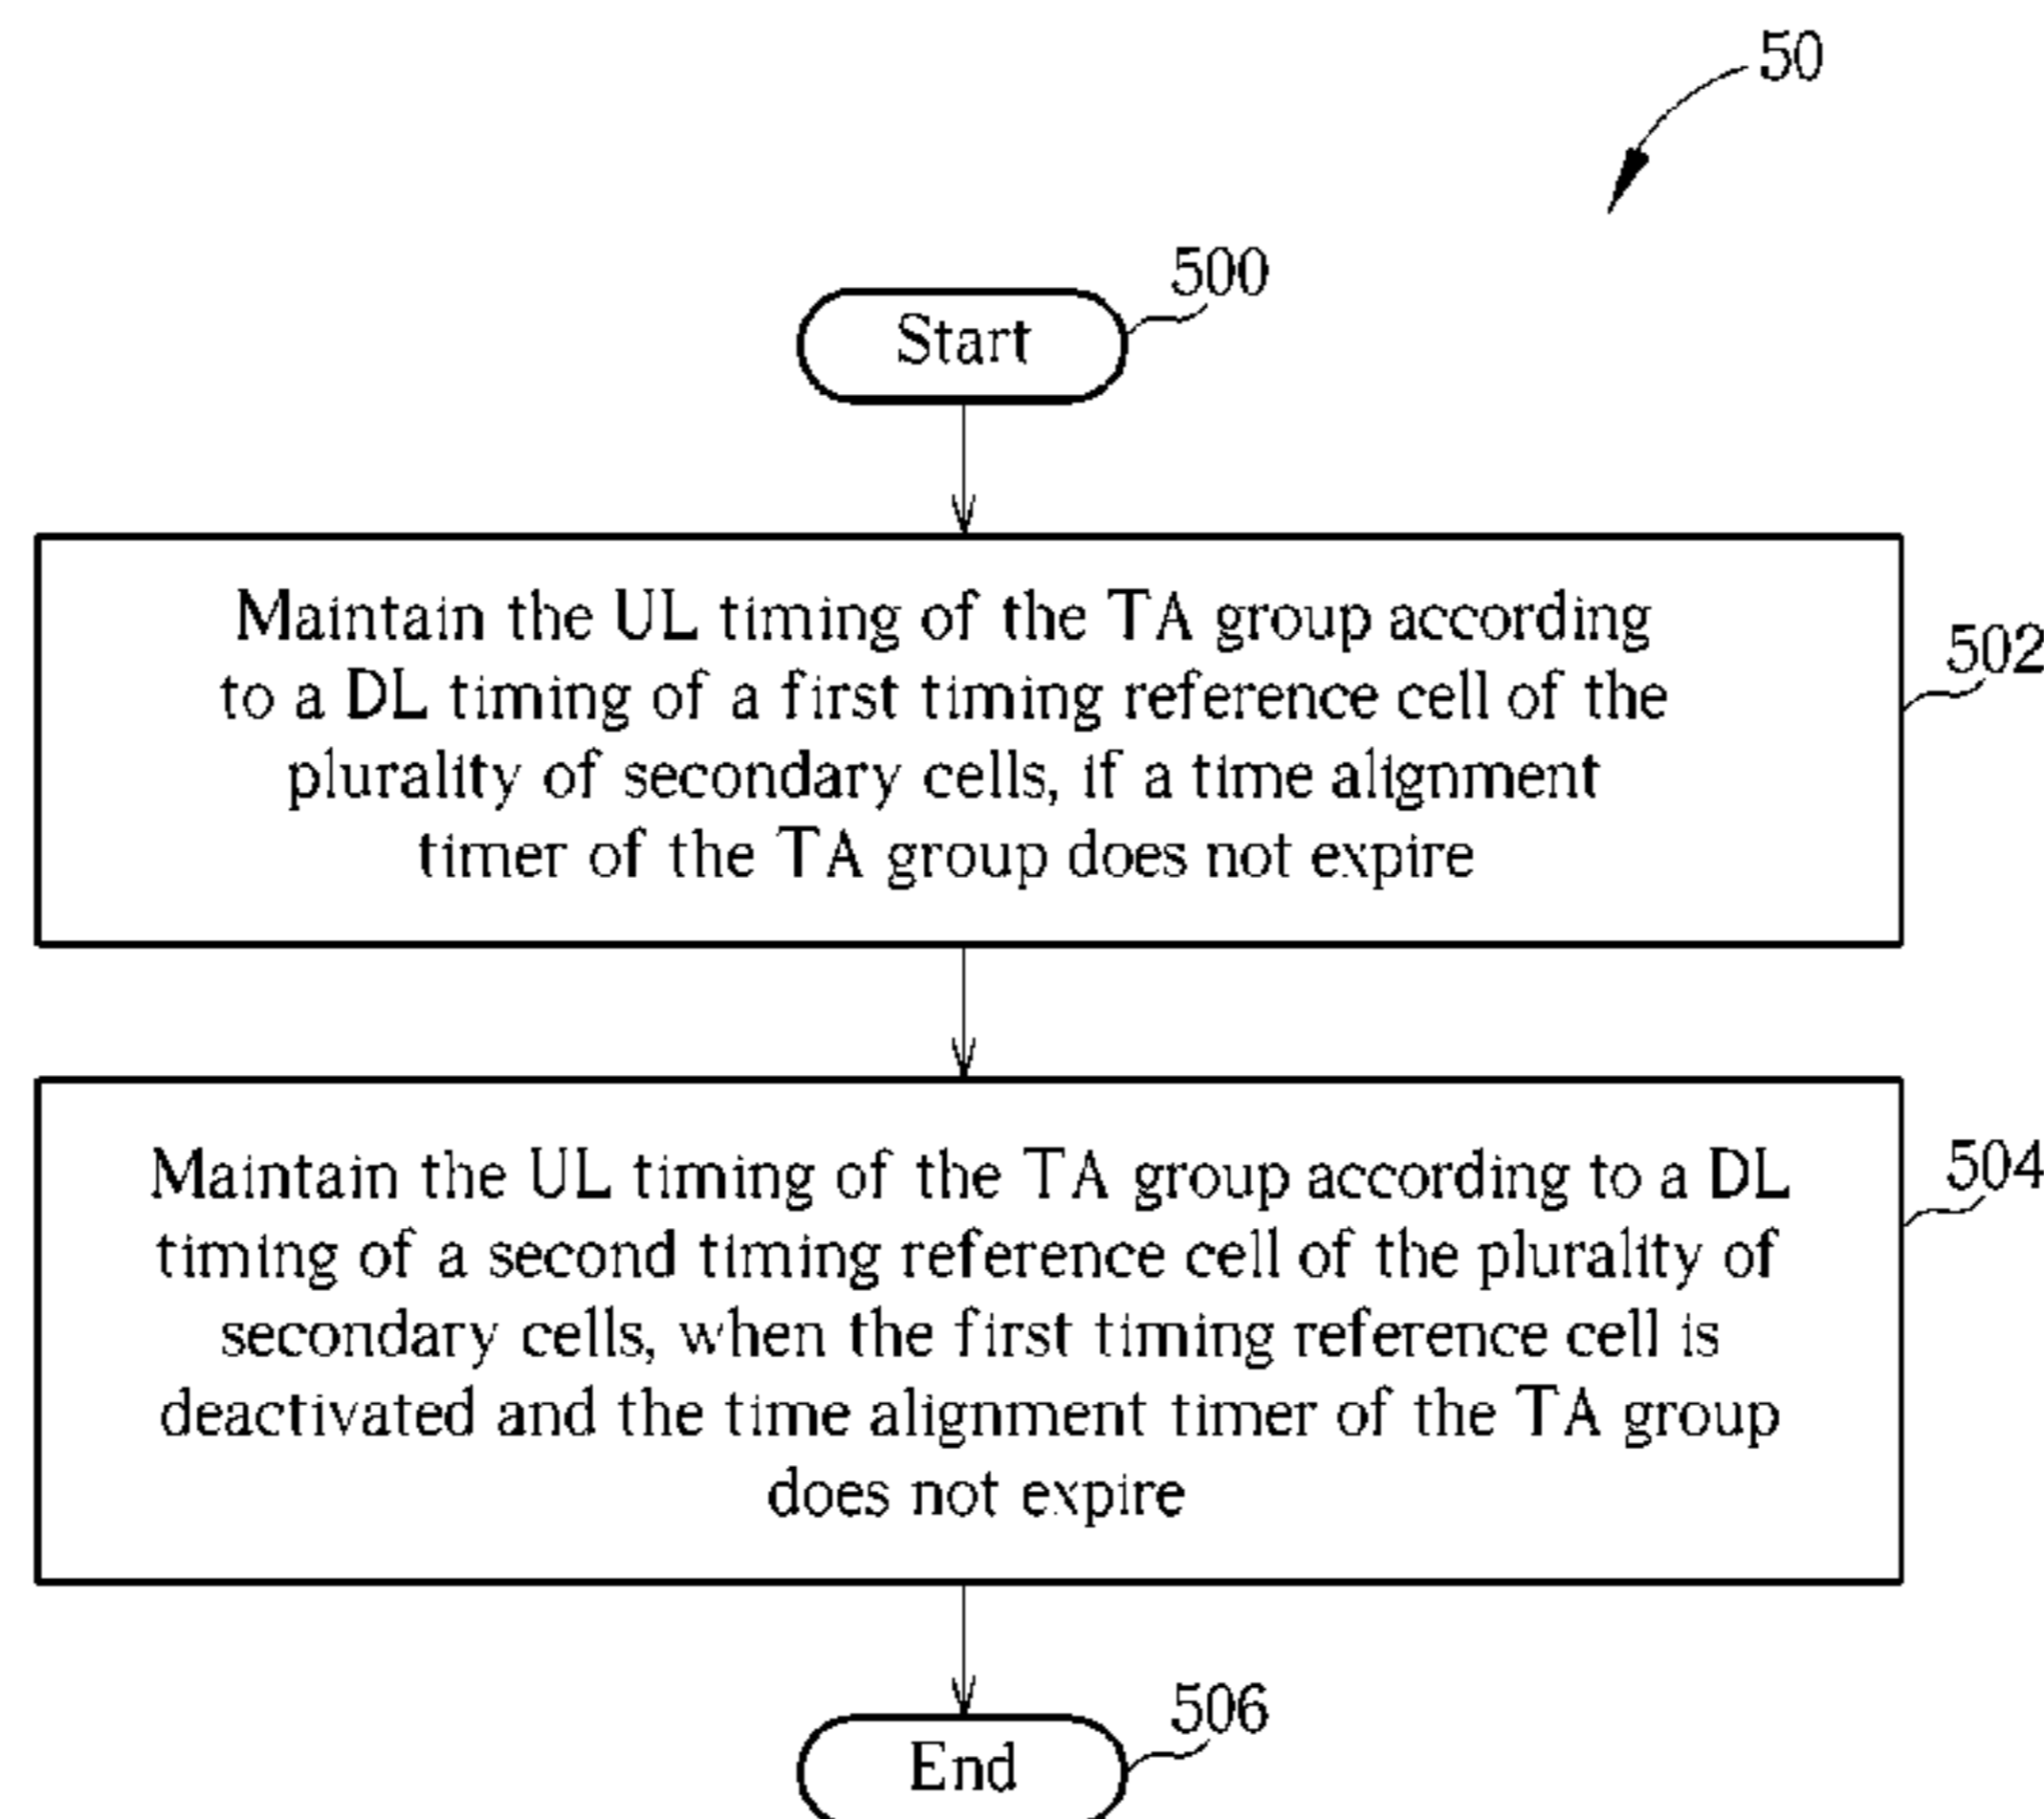 50
500
Start
Maintain the UL timing of the TA group according
to a DL timing of a first timing reference cell of the
plurality of secondary cells, if a time alignment
timer of the TA group does not expire
502
Maintain the UL timing of the TA group according to a DL
timing of a second timing reference cell of the plurality of
secondary cells, when the first timing reference cell is
deactivated and the time alignment timer of the TA group
does not expire
504
506
End